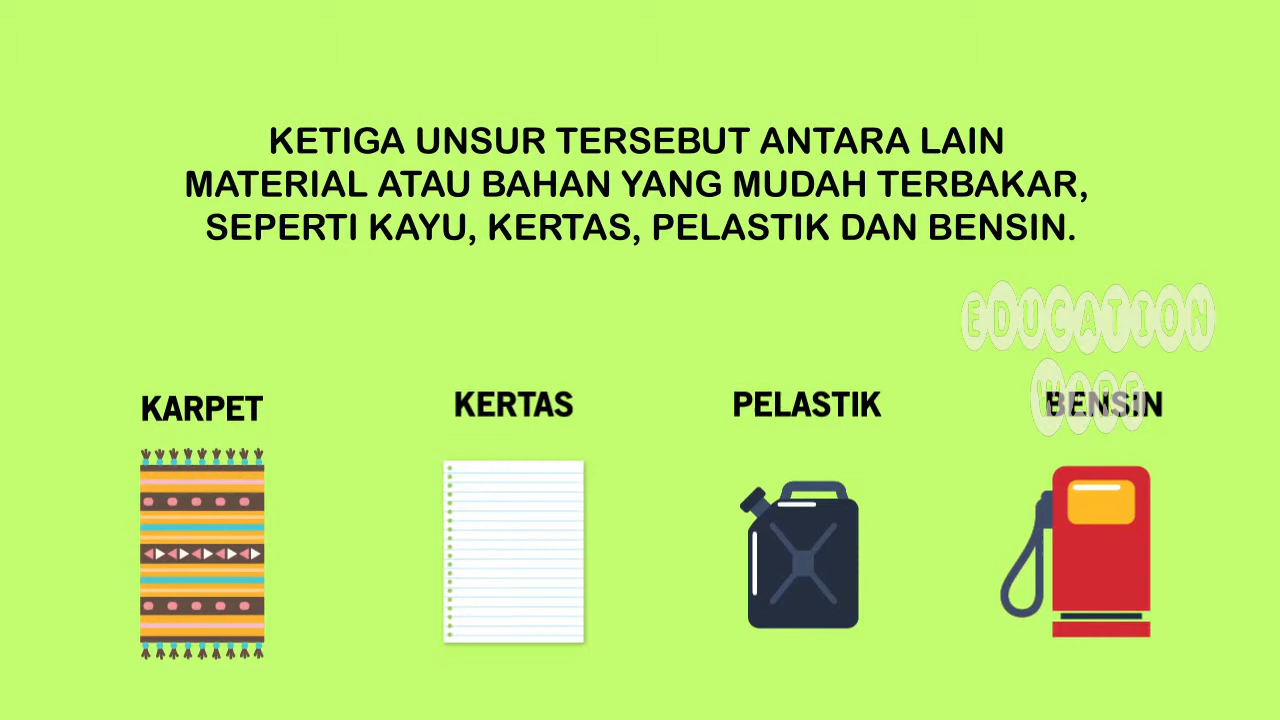 KETIGA UNSUR TERSEBUT ANTARA LAIN
MATERIAL ATAU BAHAN YANG MUDAH TERBAKAR,
SEPERTI KAYU, KERTAS, PELASTIK DAN BENSIN.
EDUCATION
WAPE
KARPET
KERTAS
PELASTIK
BENSIN